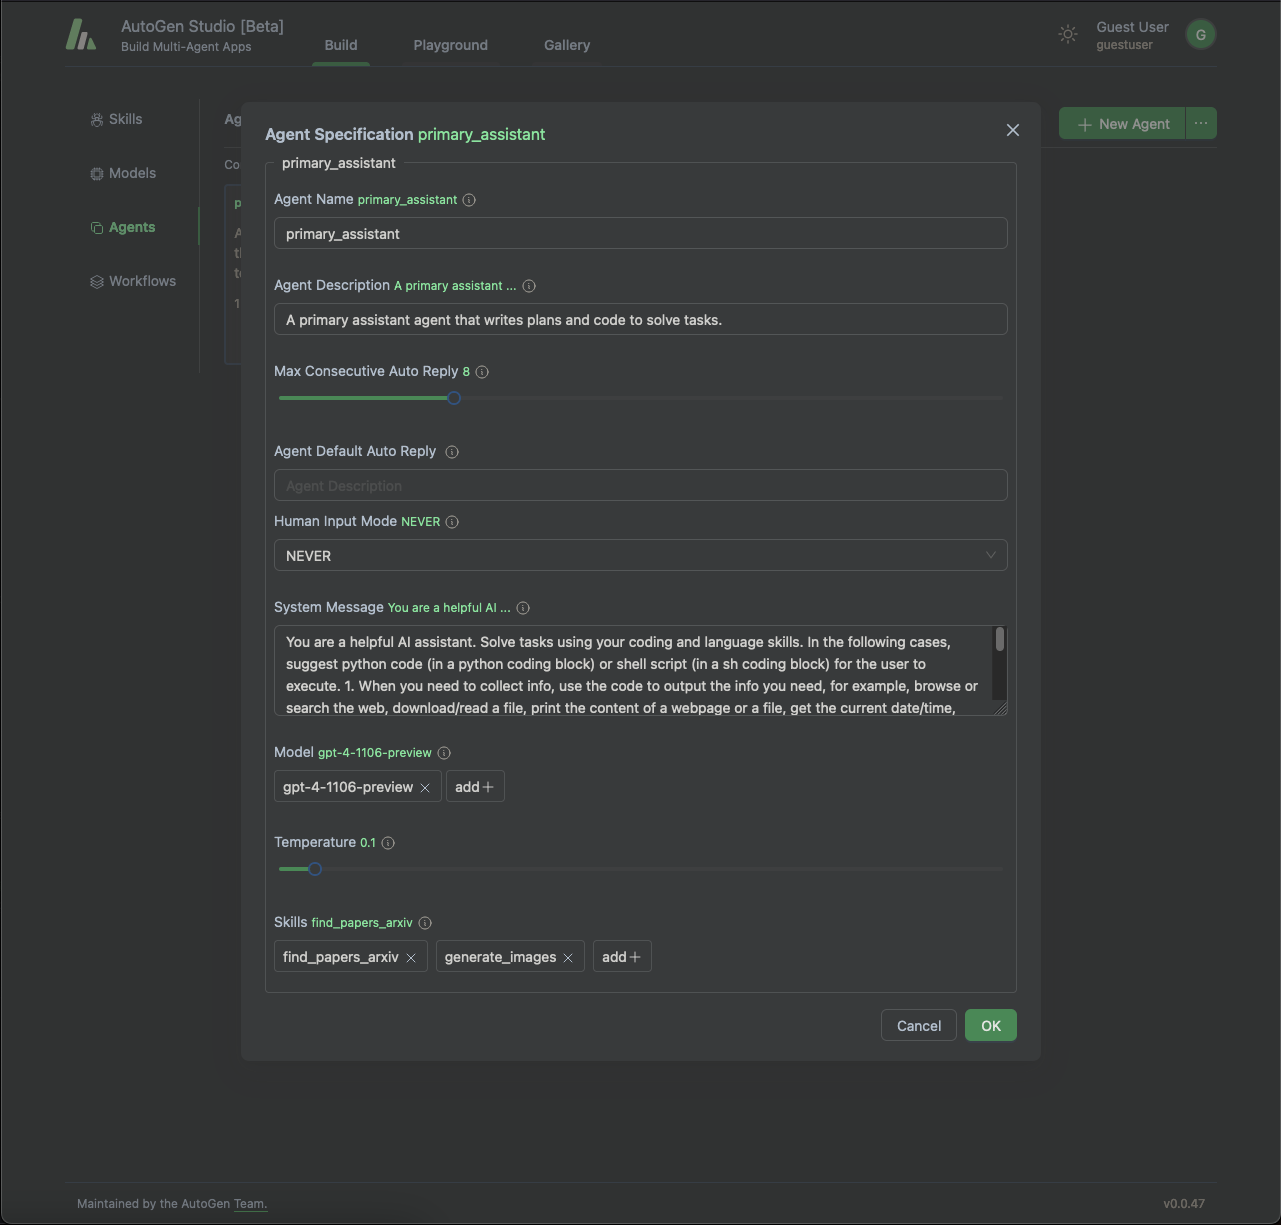 AutoGen Studio [Beta]
Build Multi-Agent Apps
Build
Playground
Gallery
Guest User
guestuser
G
Skills
Models
Agents
Workflows
New Agent
Agent Specification primary_assistant
primary_assistant
Agent Name primary_assistant
primary_assistant
Agent Description A primary assistant ...
A primary assistant agent that writes plans and code to solve tasks.
Max Consecutive Auto Reply 8
Agent Default Auto Reply
Agent Description
Human Input Mode NEVER
NEVER
System Message You are a helpful AI ...
You are a helpful AI assistant. Solve tasks using your coding and language skills. In the following cases,
suggest python code (in a python coding block) or shell script (in a sh coding block) for the user to
execute. 1. When you need to collect info, use the code to output the info you need, for example, browse or
search the web, download/read a file, print the content of a webpage or a file, get the current date/time,
Model gpt-4-1106-preview
gpt-4-1106-preview
add
Temperature 0.1
Skills find_papers_arxiv
find_papers_arxiv
generate_images
add
Cancel
OK
Maintained by the AutoGen Team.
v0.0.47